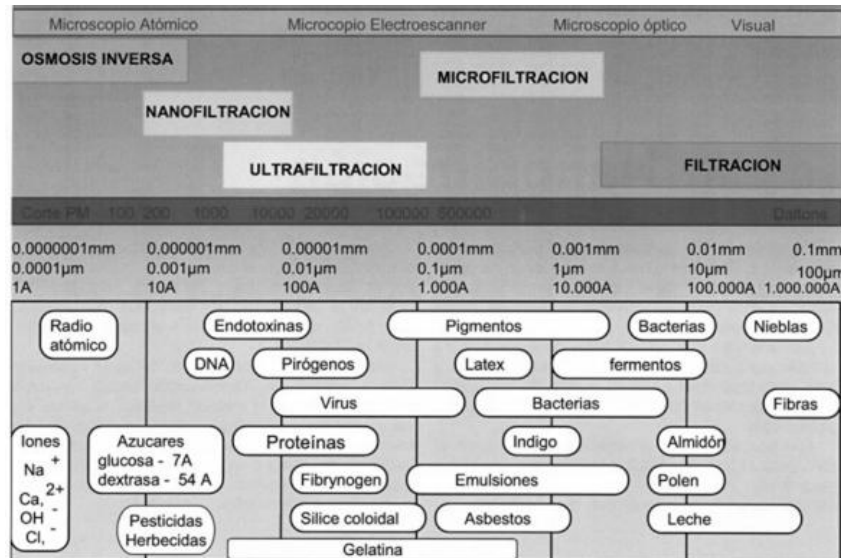 Microscopio Atómico Microcopio Electroescanner Microscopio óptico Visual
OSMOSIS INVERSA
MICROFILTRACION
NANOFILTRACION
ULTRAFILTRACION
FILTRACION
Corte PM 100 200 1000 10000 20000 100000 500000 Daltons
0.0000001mm 0.000001mm 0.00001mm 0.0001mm 0.001mm 0.01mm 0.1mm
0.0001µm 0.001µm 0.01µm 0.1µm 1µm 10µm 100µm
1A 10A 100A 1.000A 10.000A 100.000A 1.000.000A
Radio atómico
Endotoxinas
Pigmentos
Bacterias
Nieblas
DNA
Pirógenos
Latex
fermentos
Virus
Bacterias
Fibras
Iones
Na +
Ca, 2+
OH -
Cl, -
Azucares
glucosa - 7A
dextrasa - 54 A
Proteínas
Indigo
Almidón
Fibrynogen
Emulsiones
Polen
Pesticidas
Herbecidas
Silice coloidal
Asbestos
Leche
Gelatina